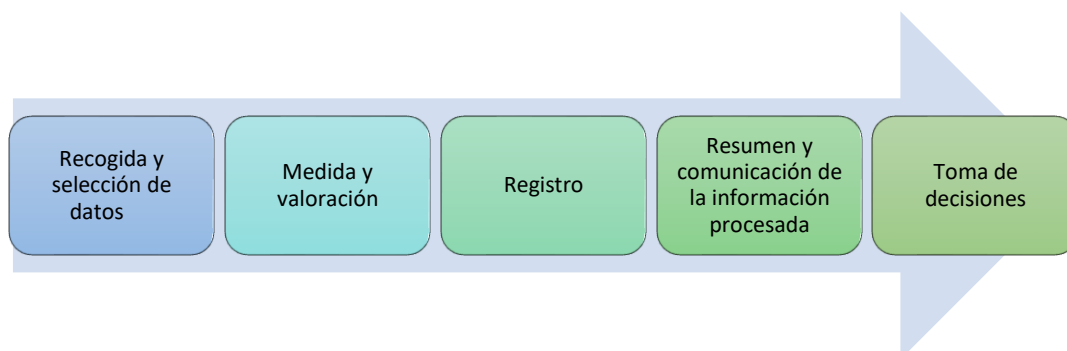 Recogida y
selección de
datos
Medida y
valoración
Registro
Resumen y
comunicación de
la información
procesada
Toma de
decisiones